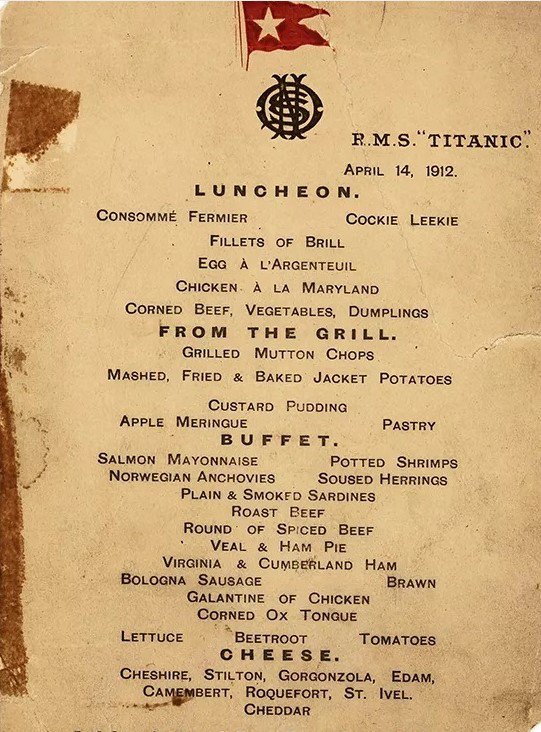 R.M.S. "TITANIC".
APRIL 14, 1912.
LUNCHEON.
CONSOMMÉ FERMIER COCKIE LEEKIE
FILLETS OF BRILL
EGG À L'ARGENTEUIL
CHICKEN À LA MARYLAND
CORNED BEEF, VEGETABLES, DUMPLINGS
FROM THE GRILL.
GRILLED MUTTON CHOPS
MASHED, FRIED & BAKED JACKET POTATOES
CUSTARD PUDDING
APPLE MERINGUE PASTRY
BUFFET.
SALMON MAYONNAISE POTTED SHRIMPS
NORWEGIAN ANCHOVIES SOUSED HERRINGS
PLAIN & SMOKED SARDINES
ROAST BEEF
ROUND OF SPICED BEEF
VEAL & HAM PIE
VIRGINIA & CUMBERLAND HAM
BOLOGNA SAUSAGE BRAWN
GALANTINE OF CHICKEN
CORNED OX TONGUE
LETTUCE BEETROOT TOMATOES
CHEESE.
CHESHIRE, STILTON, GORGONZOLA, EDAM,
CAMEMBERT, ROQUEFORT, ST. IVEL.
CHEDDAR